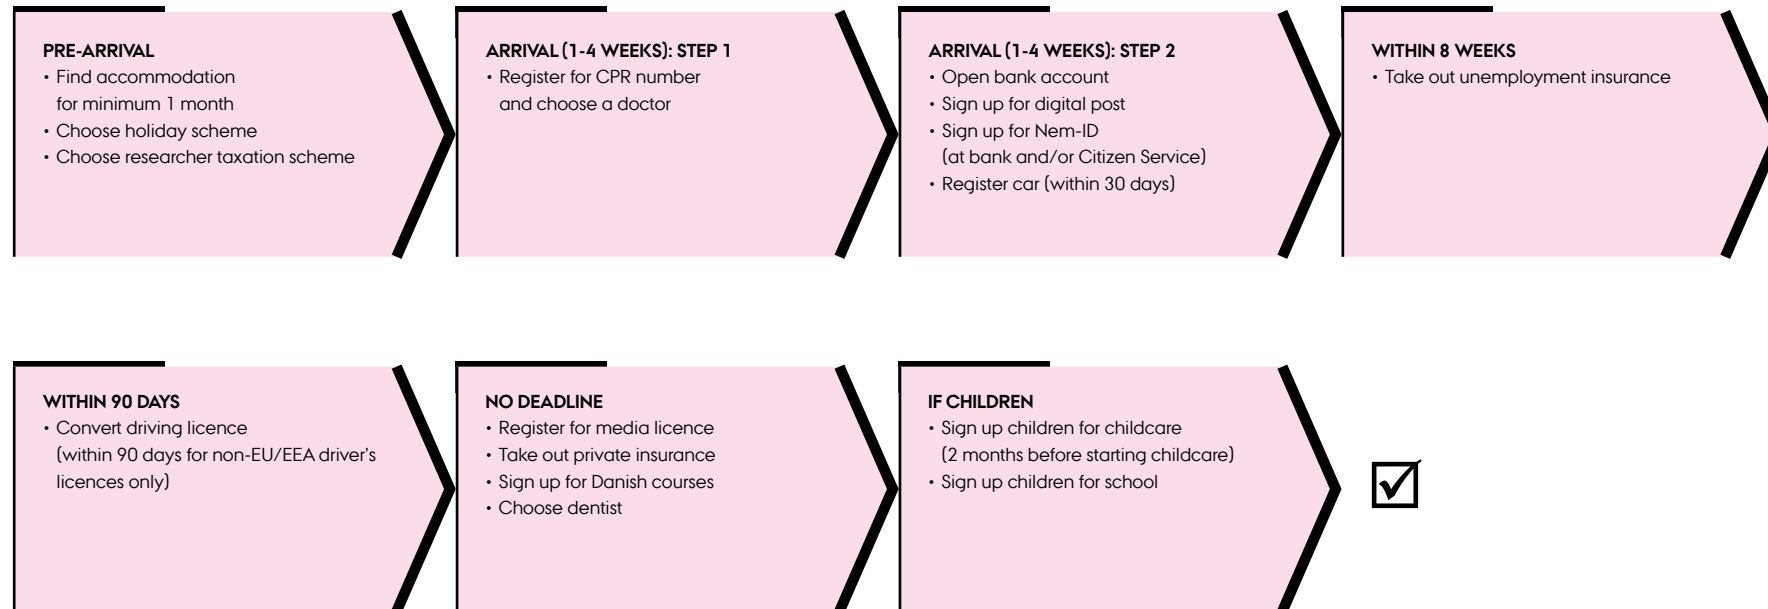 PRE-ARRIVAL
• Find accommodation
for minimum 1 month
• Choose holiday scheme
• Choose researcher taxation scheme
ARRIVAL (1-4 WEEKS): STEP 1
• Register for CPR number
and choose a doctor
ARRIVAL (1-4 WEEKS): STEP 2
• Open bank account
• Sign up for digital post
• Sign up for Nem-ID
(at bank and/or Citizen Service)
• Register car (within 30 days)
WITHIN 8 WEEKS
• Take out unemployment insurance
WITHIN 90 DAYS
• Convert driving licence
(within 90 days for non-EU/EEA driver's
licences only)
NO DEADLINE
• Register for media licence
• Take out private insurance
• Sign up for Danish courses
• Choose dentist
IF CHILDREN
• Sign up children for childcare
(2 months before starting childcare)
• Sign up children for school